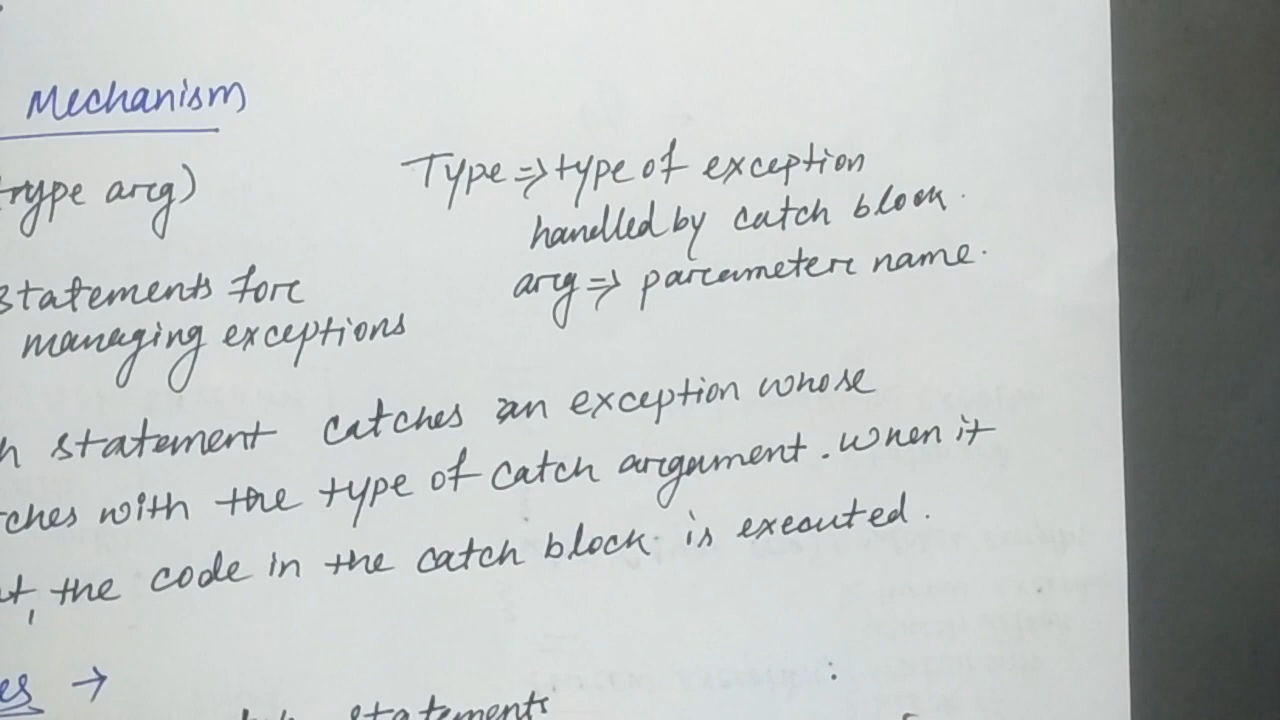 Mechanism
type arg)
Type => type of exception
handled by catch block.
arg => parameter name.
statements for
managing exceptions
statement catches an exception whose
ches with the type of catch argument. when it
the code in the catch block is executed.
es →
statements